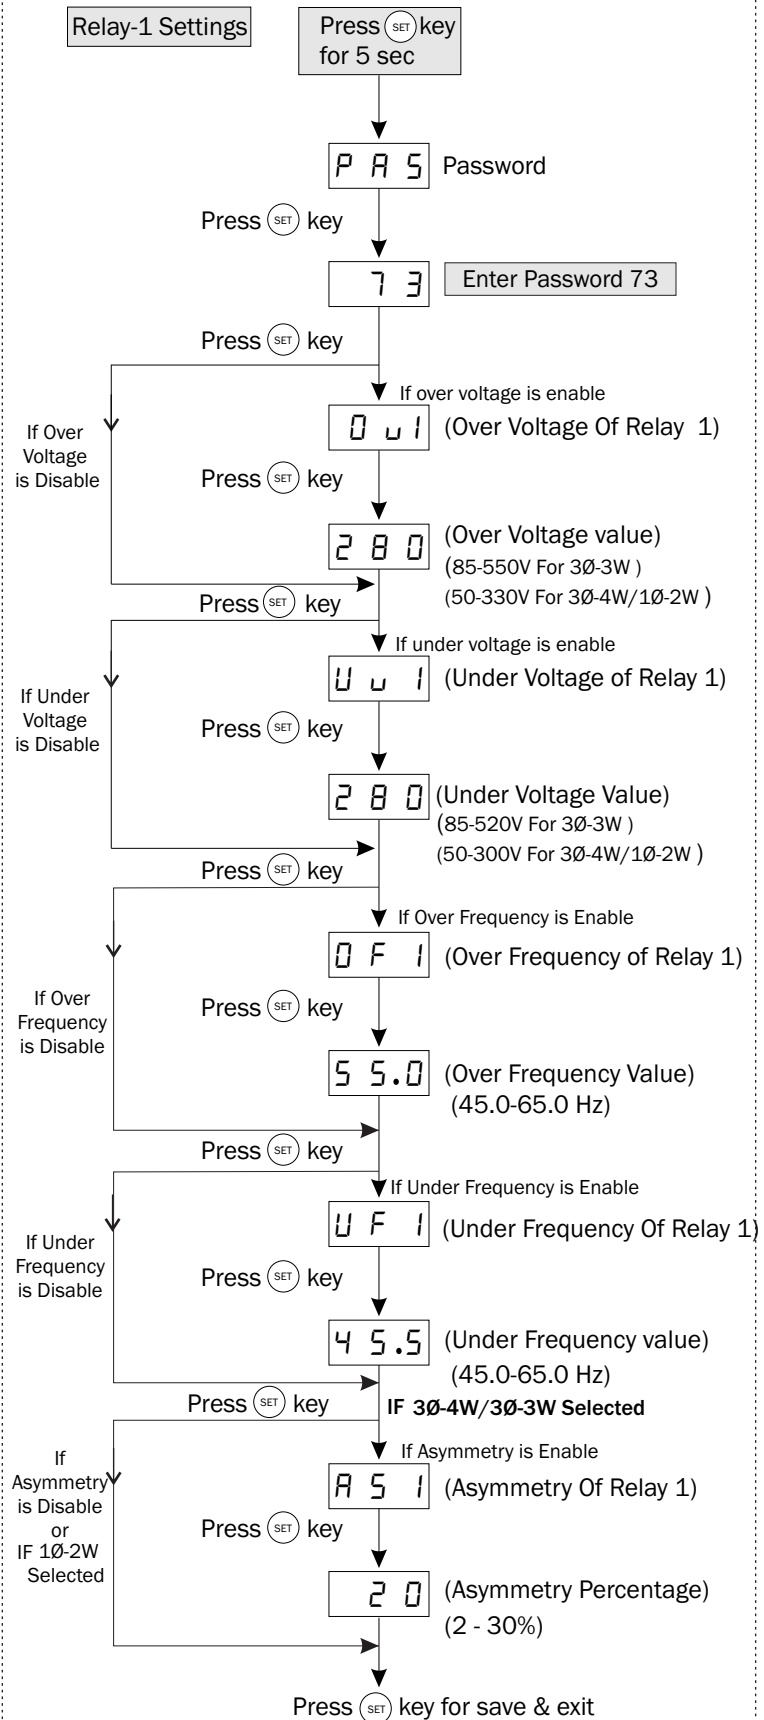 Relay-1 Settings
Press SET key
for 5 sec
P A S Password
Press SET key
7 3 Enter Password 73
Press SET key
If over voltage is enable
O u 1 (Over Voltage Of Relay 1)
If Over
Voltage
is Disable
Press SET key
2 8 0 (Over Voltage value)
(85-550V For 3Ø-3W )
(50-330V For 3Ø-4W/1Ø-2W )
Press SET key
If under voltage is enable
U u 1 (Under Voltage of Relay 1)
If Under
Voltage
is Disable
Press SET key
2 8 0 (Under Voltage Value)
(85-520V For 3Ø-3W )
(50-300V For 3Ø-4W/1Ø-2W )
Press SET key
If Over Frequency is Enable
O F 1 (Over Frequency of Relay 1)
If Over
Frequency
is Disable
Press SET key
5 5.0 (Over Frequency Value)
(45.0-65.0 Hz)
Press SET key
If Under Frequency is Enable
U F 1 (Under Frequency Of Relay 1)
If Under
Frequency
is Disable
Press SET key
4 5.5 (Under Frequency value)
(45.0-65.0 Hz)
Press SET key
IF 3Ø-4W/3Ø-3W Selected
If Asymmetry is Enable
A S 1 (Asymmetry Of Relay 1)
If
Asymmetry
is Disable
or
IF 1Ø-2W
Selected
Press SET key
2 0 (Asymmetry Percentage)
(2 - 30%)
Press SET key for save & exit